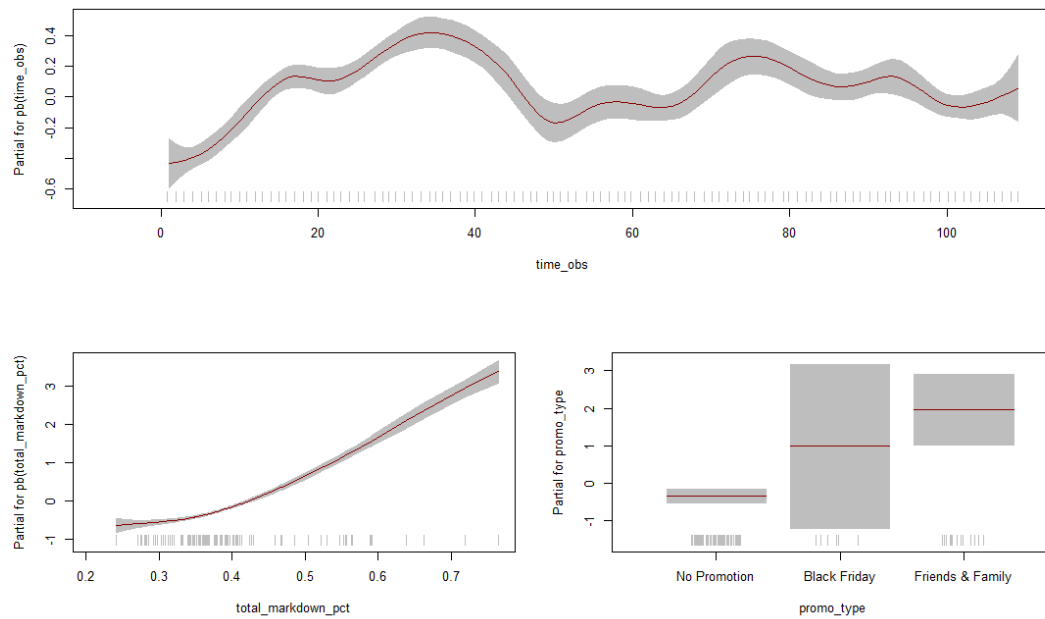 Partial for pb(time_obs)
0.4
0.2
0.0
-0.2
-0.6
0 20 40 60 80 100
time_obs
Partial for pb(total_markdown_pct)
3
2
1
0
-1
0.2 0.3 0.4 0.5 0.6 0.7
total_markdown_pct
Partial for promo_type
3
2
1
0
-1
No Promotion Black Friday Friends & Family
promo_type